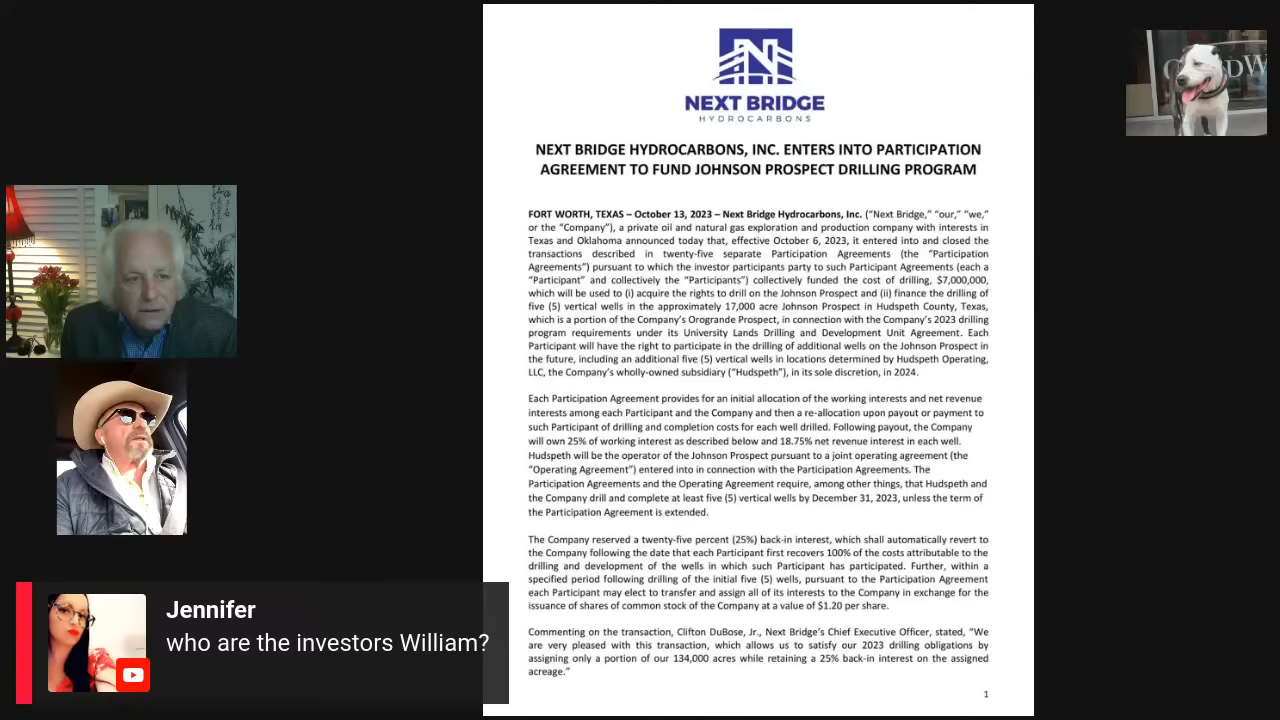 NEXT BRIDGE
HYDROCARBONS
NEXT BRIDGE HYDROCARBONS, INC. ENTERS INTO PARTICIPATION
AGREEMENT TO FUND JOHNSON PROSPECT DRILLING PROGRAM
FORT WORTH, TEXAS – October 13, 2023 – Next Bridge Hydrocarbons, Inc. (“Next Bridge,” “our,” “we,”
or the “Company”), a private oil and natural gas exploration and production company with interests in
Texas and Oklahoma announced today that, effective October 6, 2023, it entered into and closed the
transactions described in twenty-five separate Participation Agreements (the “Participation
Agreements”) pursuant to which the investor participants party to such Participant Agreements (each a
“Participant” and collectively the “Participants”) collectively funded the cost of drilling, $7,000,000,
which will be used to (i) acquire the rights to drill on the Johnson Prospect and (ii) finance the drilling of
five (5) vertical wells in the approximately 17,000 acre Johnson Prospect in Hudspeth County, Texas,
which is a portion of the Company’s Orogrande Prospect, in connection with the Company’s 2023 drilling
program requirements under its University Lands Drilling and Development Unit Agreement. Each
Participant will have the right to participate in the drilling of additional wells on the Johnson Prospect in
the future, including an additional five (5) vertical wells in locations determined by Hudspeth Operating,
LLC, the Company’s wholly-owned subsidiary (“Hudspeth”), in its sole discretion, in 2024.
Each Participation Agreement provides for an initial allocation of the working interests and net revenue
interests among each Participant and the Company and then a re-allocation upon payout or payment to
such Participant of drilling and completion costs for each well drilled. Following payout, the Company
will own 25% of working interest as described below and 18.75% net revenue interest in each well.
Hudspeth will be the operator of the Johnson Prospect pursuant to a joint operating agreement (the
“Operating Agreement”) entered into in connection with the Participation Agreements. The
Participation Agreements and the Operating Agreement require, among other things, that Hudspeth and
the Company drill and complete at least five (5) vertical wells by December 31, 2023, unless the term of
the Participation Agreement is extended.
The Company reserved a twenty-five percent (25%) back-in interest, which shall automatically revert to
the Company following the date that each Participant first recovers 100% of the costs attributable to the
drilling and development of the wells in which such Participant has participated. Further, within a
specified period following drilling of the initial five (5) wells, pursuant to the Participation Agreement
each Participant may elect to transfer and assign all of its interests to the Company in exchange for the
issuance of shares of common stock of the Company at a value of $1.20 per share.
Commenting on the transaction, Clifton DuBose, Jr., Next Bridge’s Chief Executive Officer, stated, “We
are very pleased with this transaction, which allows us to satisfy our 2023 drilling obligations by
assigning only a portion of our 134,000 acres while retaining a 25% back-in interest on the assigned
acreage.”
1
Jennifer
who are the investors William?